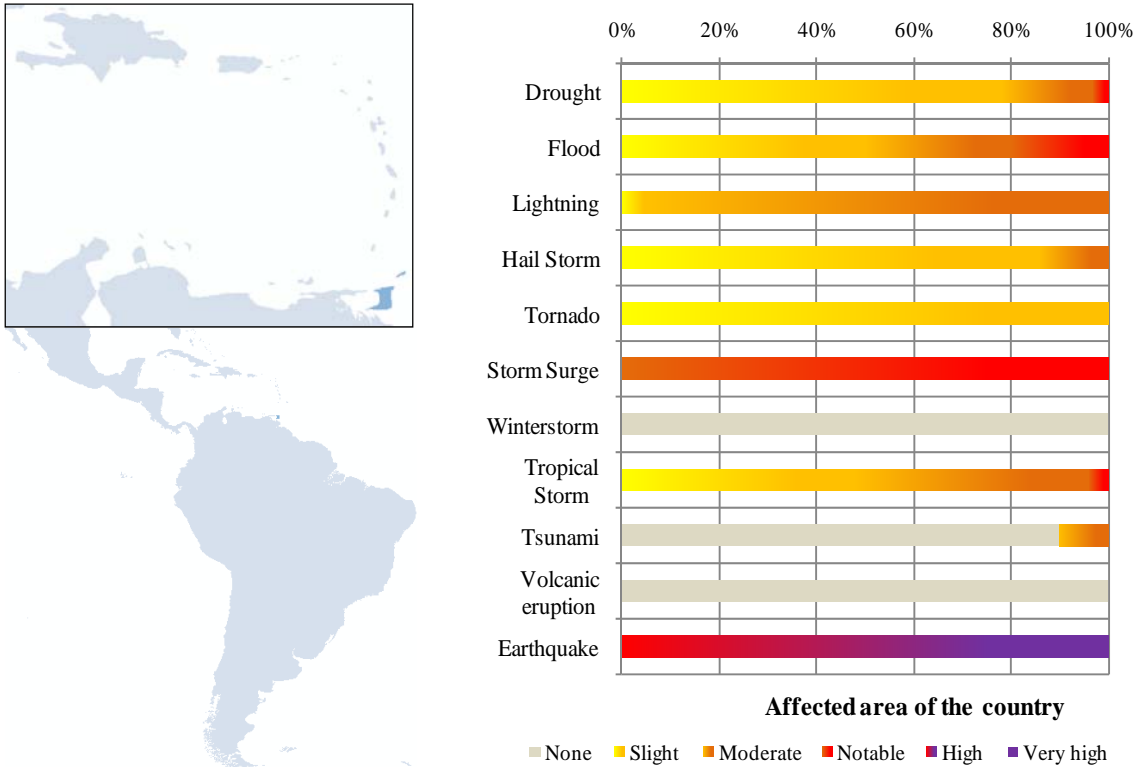 0% 20% 40% 60% 80% 100%
Drought
Flood
Lightning
Hail Storm
Tornado
Storm Surge
Winterstorm
Tropical
Storm
Tsunami
Volcanic
eruption
Earthquake
Affected area of the country
None Slight Moderate Notable High Very high